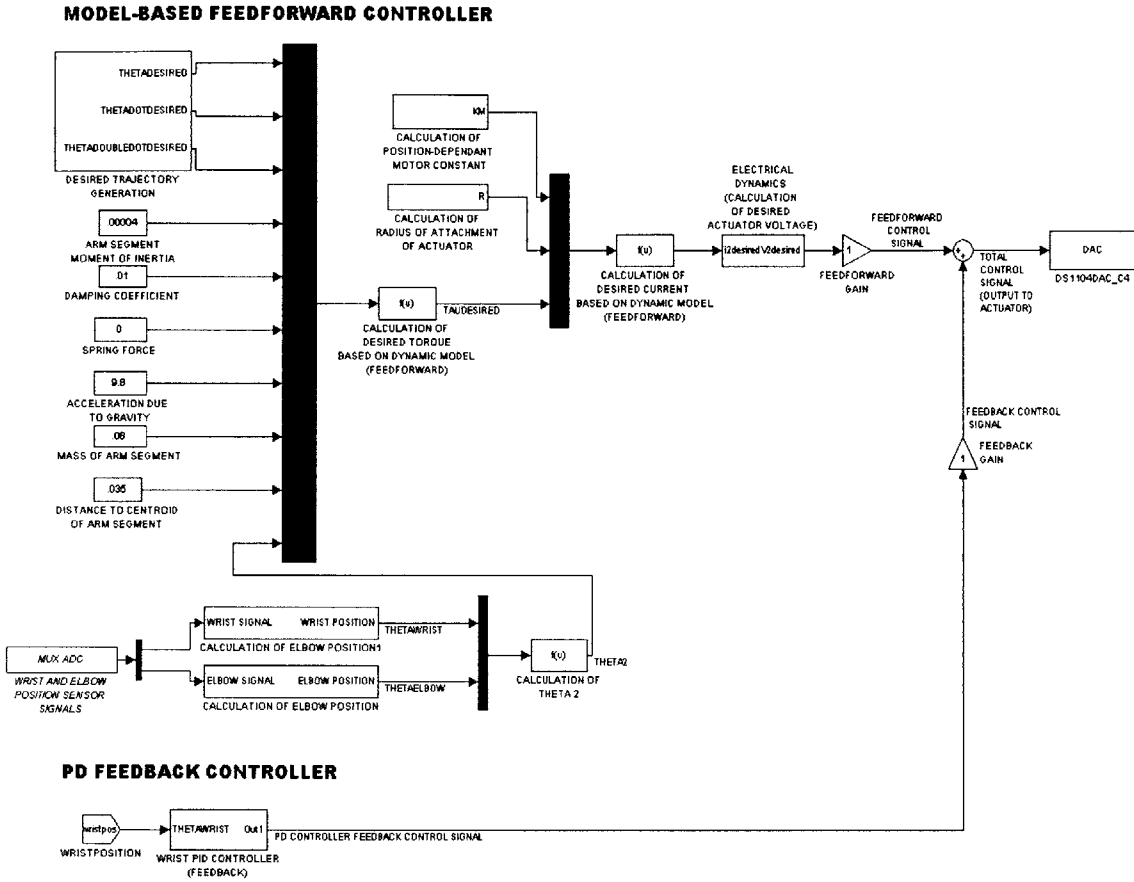 MODEL-BASED FEEDFORWARD CONTROLLER
THETADESIRED
THETADOTDESIRED
THETADOUBLEDOTDESIRED
DESIRED TRAJECTORY
GENERATION
.00004
ARM SEGMENT
MOMENT OF INERTIA
.01
DAMPING COEFFICIENT
0
SPRING FORCE
9.8
ACCELERATION DUE
TO GRAVITY
.06
MASS OF ARM SEGMENT
.035
DISTANCE TO CENTROID
OF ARM SEGMENT
f(u)
TAUDESIRED
CALCULATION OF
DESIRED TORQUE
BASED ON DYNAMIC MODEL
(FEEDFORWARD)
KM
CALCULATION OF
POSITION-DEPENDANT
MOTOR CONSTANT
R
CALCULATION OF
RADIUS OF ATTACHMENT
OF ACTUATOR
f(u)
CALCULATION OF
DESIRED CURRENT
BASED ON DYNAMIC MODEL
(FEEDFORWARD)
ELECTRICAL
DYNAMICS
(CALCULATION
OF DESIRED
ACTUATOR VOLTAGE)
i2desired V2desired
1
FEEDFORWARD
GAIN
FEEDFORWARD
CONTROL
SIGNAL
+
+
TOTAL
CONTROL
SIGNAL
(OUTPUT TO
ACTUATOR)
DAC
DS1104DAC_C4
FEEDBACK CONTROL
SIGNAL
1
FEEDBACK
GAIN
MUX ADC
WRIST AND ELBOW
POSITION SENSOR
SIGNALS
WRIST SIGNAL WRIST POSITION
CALCULATION OF ELBOW POSITION1
THETAWRIST
ELBOW SIGNAL ELBOW POSITION
CALCULATION OF ELBOW POSITION
THETAELBOW
f(u)
THETA2
CALCULATION OF
THETA 2
PD FEEDBACK CONTROLLER
wristpos
WRISTPOSITION
THETAWRIST Out1
WRIST PID CONTROLLER
(FEEDBACK)
PD CONTROLLER FEEDBACK CONTROL SIGNAL